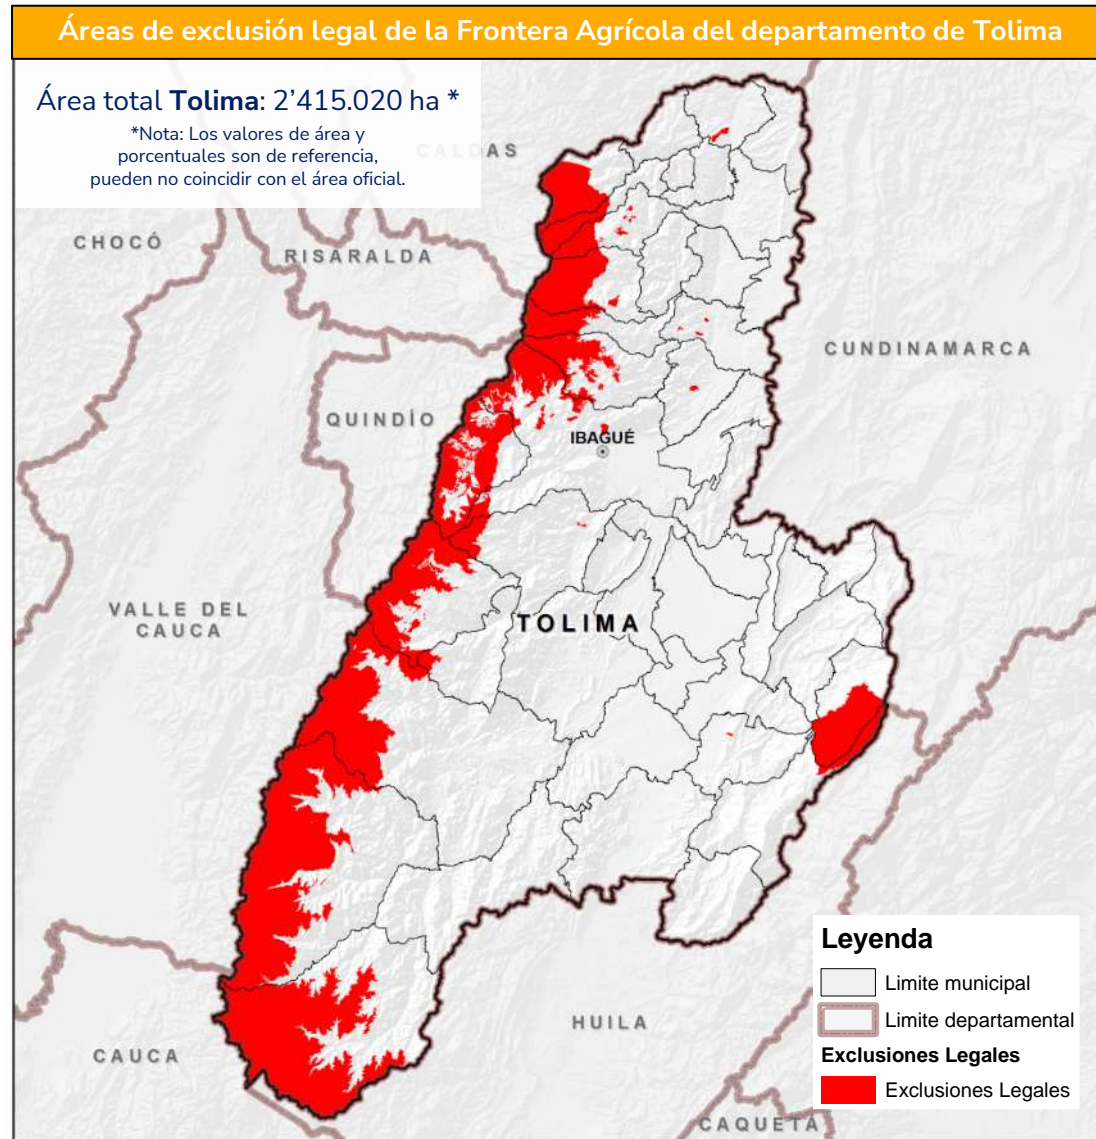 Áreas de exclusión legal de la Frontera Agrícola del departamento de Tolima
Área total Tolima: 2’415.020 ha *
*Nota: Los valores de área y
porcentuales son de referencia,
pueden no coincidir con el área oficial.
CALDAS
CHOCÓ
RISARALDA
CUNDINAMARCA
QUINDÍO
IBAGUÉ
VALLE DEL
CAUCA
TOLIMA
HUILA
CAUCA
CAQUETÁ
Leyenda
Limite municipal
Limite departamental
Exclusiones Legales
Exclusiones Legales